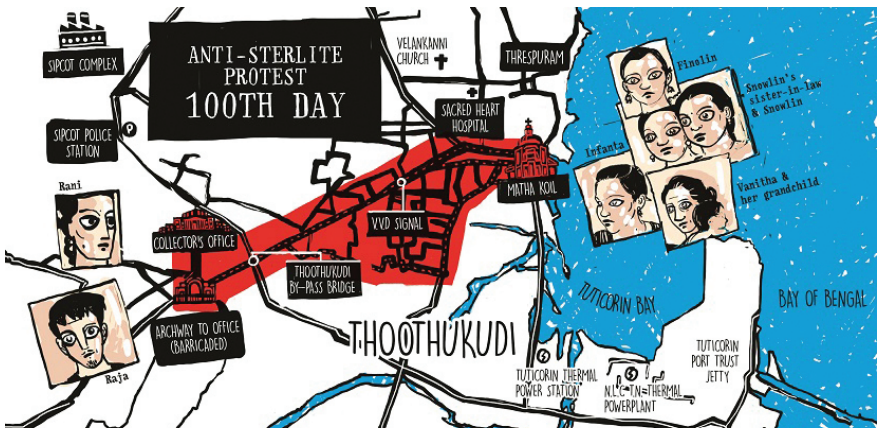 SIPCOT COMPLEX
ANTI-STERLITE
PROTEST
100TH DAY
VELANKANNI
CHURCH
THRESPURAM
Finolin
Snowlin's
sister-in-law
& Snowlin
SIPCOT POLICE
STATION
P
SACRED HEART
HOSPITAL
Infanta
Vanitha &
her grandchild
MATHA KOIL
Rani
COLLECTOR'S OFFICE
V.V.D SIGNAL
THOOTHUKUDI
BY-PASS BRIDGE
ARCHWAY TO OFFICE
(BARRICADED)
Raja
THOOTHUKUDI
TUTICORIN BAY
BAY OF BENGAL
TUTICORIN THERMAL
POWER STATION
N.L.C T.N. THERMAL
POWERPLANT
TUTICORIN
PORT TRUST
JETTY